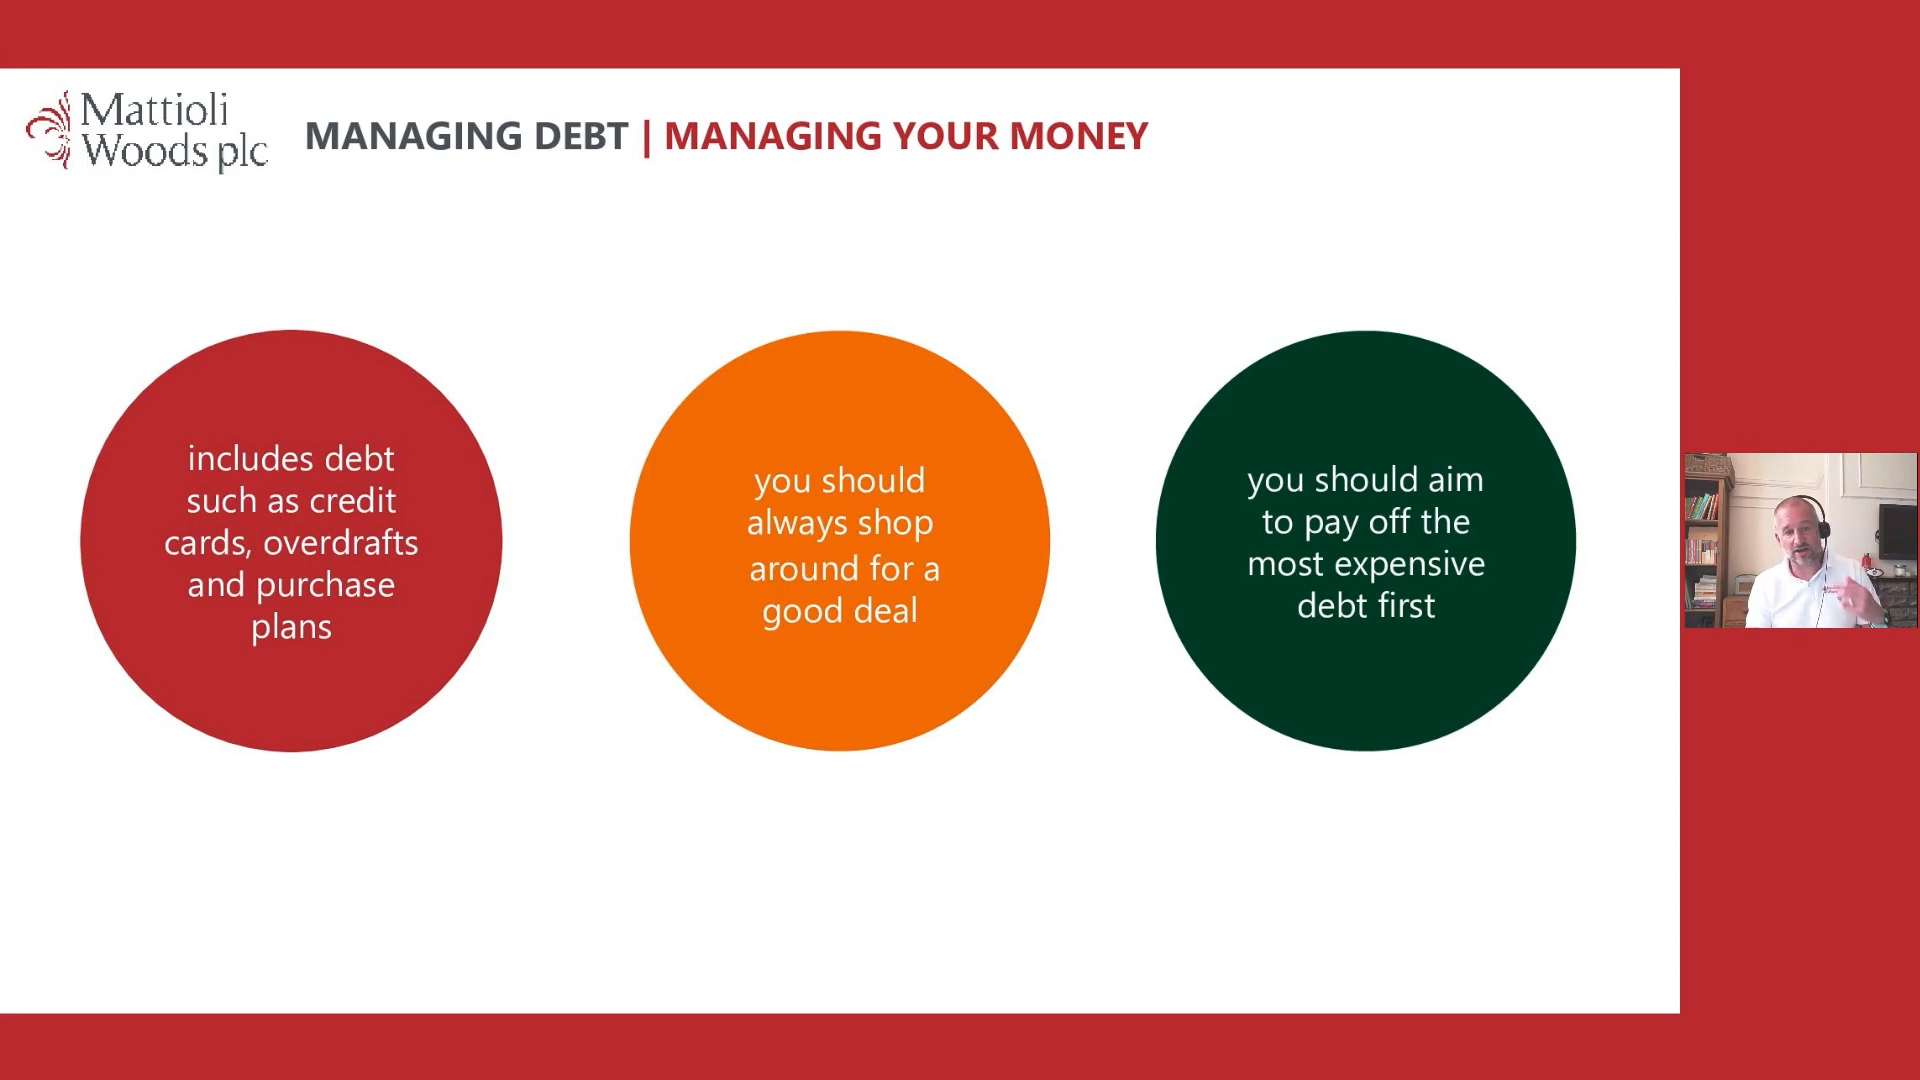 Mattioli
Woods plc
MANAGING DEBT | MANAGING YOUR MONEY
includes debt
such as credit
cards, overdrafts
and purchase
plans
you should
always shop
around for a
good deal
you should aim
to pay off the
most expensive
debt first